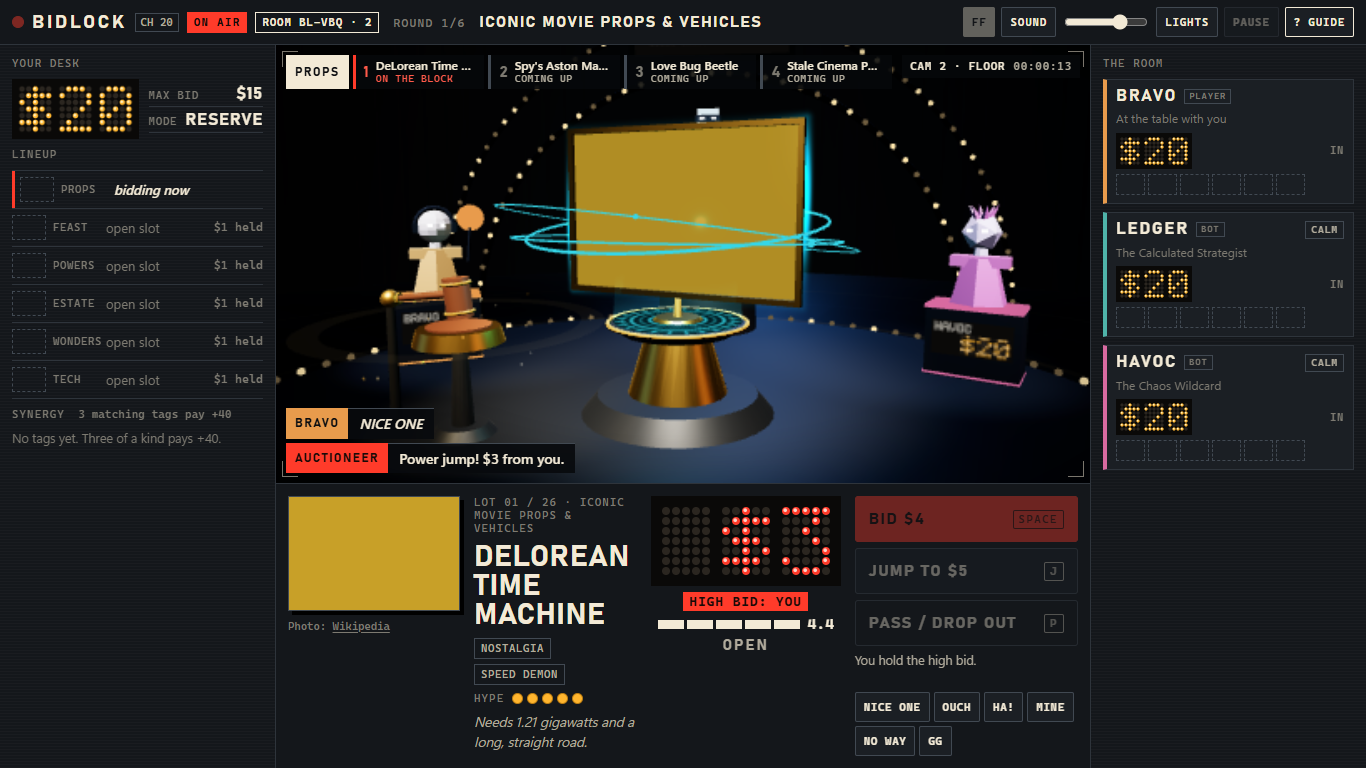 BIDLOCK CH 20 ON AIR ROOM BL-VBQ · 2 ROUND 1/6 ICONIC MOVIE PROPS & VEHICLES FF SOUND LIGHTS PAUSE ? GUIDE
YOUR DESK
$20
MAX BID $15
MODE RESERVE
LINEUP
PROPS bidding now
FEAST open slot $1 held
POWERS open slot $1 held
ESTATE open slot $1 held
WONDERS open slot $1 held
TECH open slot $1 held
SYNERGY 3 matching tags pay +40
No tags yet. Three of a kind pays +40.
PROPS
1 DeLorean Time ...
ON THE BLOCK
2 Spy's Aston Ma...
COMING UP
3 Love Bug Beetle
COMING UP
4 Stale Cinema P...
COMING UP
CAM 2 · FLOOR 00:00:13
BRAVO
HAVOC
$20
BRAVO NICE ONE
AUCTIONEER Power jump! $3 from you.
Photo: Wikipedia
LOT 01 / 26 · ICONIC
MOVIE PROPS &
VEHICLES
DELOREAN
TIME
MACHINE
NOSTALGIA
SPEED DEMON
HYPE
Needs 1.21 gigawatts and a
long, straight road.
$3
HIGH BID: YOU
4.4
OPEN
BID $4 SPACE
JUMP TO $5 J
PASS / DROP OUT P
You hold the high bid.
NICE ONE OUCH HA! MINE
NO WAY GG
THE ROOM
BRAVO PLAYER
At the table with you
$20 IN
LEDGER BOT CALM
The Calculated Strategist
$20 IN
HAVOC BOT CALM
The Chaos Wildcard
$20 IN